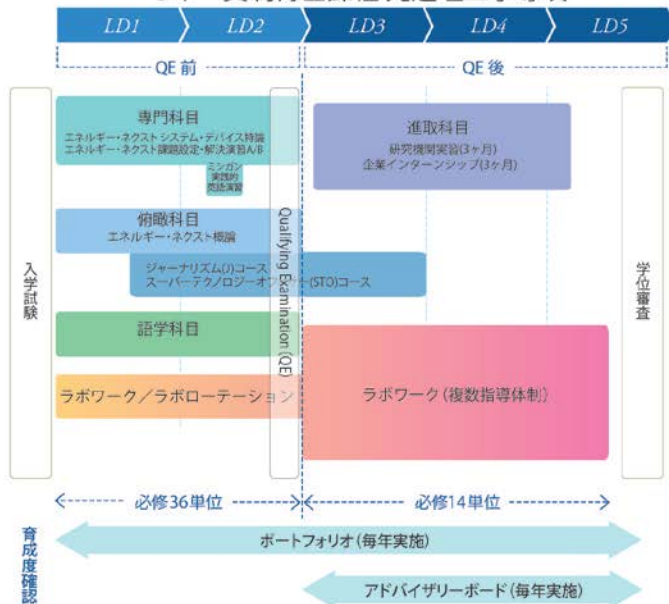 LD1 LD2 LD3 LD4 LD5
QE 前 QE 後
専門科目
エネルギー・ネクスト システム・デバイス特論
エネルギー・ネクスト課題設定・解決演習A/B
ミシガン
実践的
英語演習
進取科目
研究機関実習(3ヶ月)
企業インターンシップ(3ヶ月)
俯瞰科目
エネルギー・ネクスト概論
ジャーナリズム(J)コース
スーパーテクノロジーオフィサー(STO)コース
語学科目
ラボワーク/ラボローテーション
Qualifying Examination (QE)
ラボワーク(複数指導体制)
入学試験
学位審査
必修36単位 必修14単位
育成度確認
ポートフォリオ(毎年実施)
アドバイザリーボード(毎年実施)